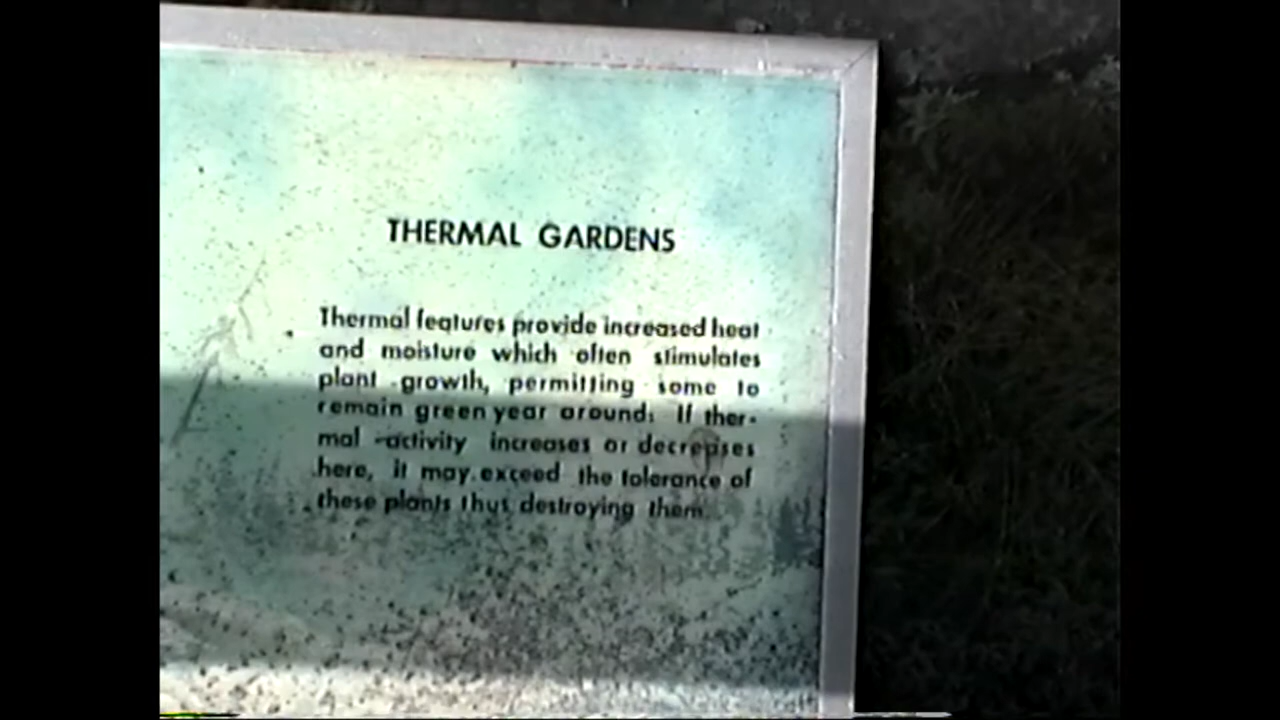 THERMAL GARDENS
Thermal features provide increased heat
and moisture which often stimulates
plant growth, permitting some to
remain green year around. If ther-
mal activity increases or decreases
here, it may exceed the tolerance of
these plants thus destroying them.